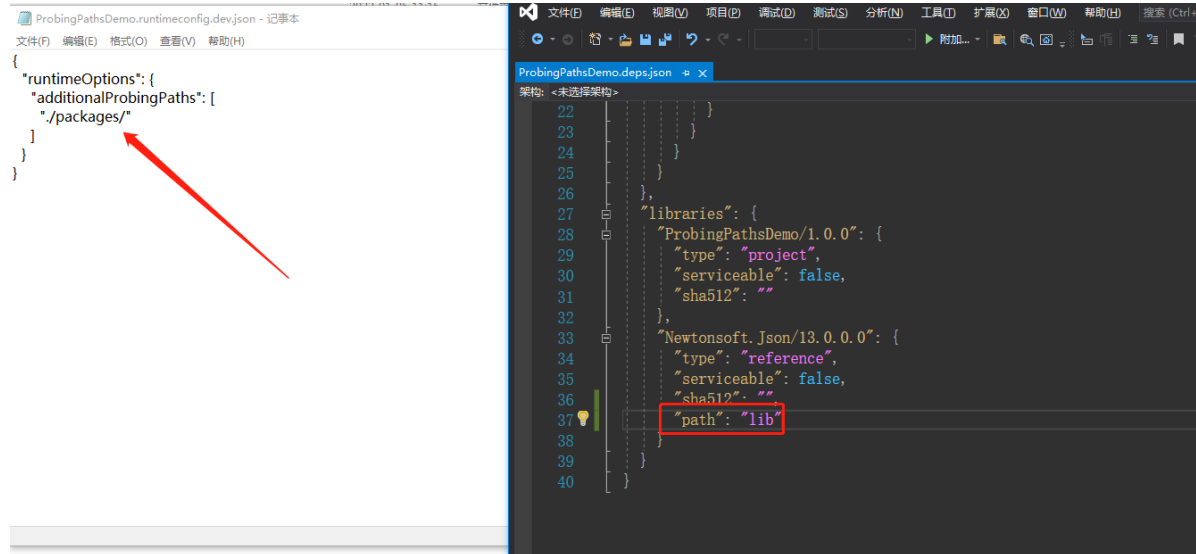 ProbingPathsDemo.runtimeconfig.dev.json - 记事本
文件(F) 编辑(E) 格式(O) 查看(V) 帮助(H)
{
"runtimeOptions": {
"additionalProbingPaths": [
"./packages/"
]
}
}
文件(F) 编辑(E) 视图(V) 项目(P) 调试(D) 测试(S) 分析(N) 工具(T) 扩展(X) 窗口(W) 帮助(H) 搜索 (Ctrl+
附加...
ProbingPathsDemo.deps.json
架构: <未选择架构>
22 }
23 }
24 }
25 }
26 },
27 "libraries": {
28 "ProbingPathsDemo/1.0.0": {
29 "type": "project",
30 "serviceable": false,
31 "sha512": ""
32 },
33 "Newtonsoft.Json/13.0.0.0": {
34 "type": "reference",
35 "serviceable": false,
36 "sha512": "",
37 "path": "lib"
38 }
39 }
40 }